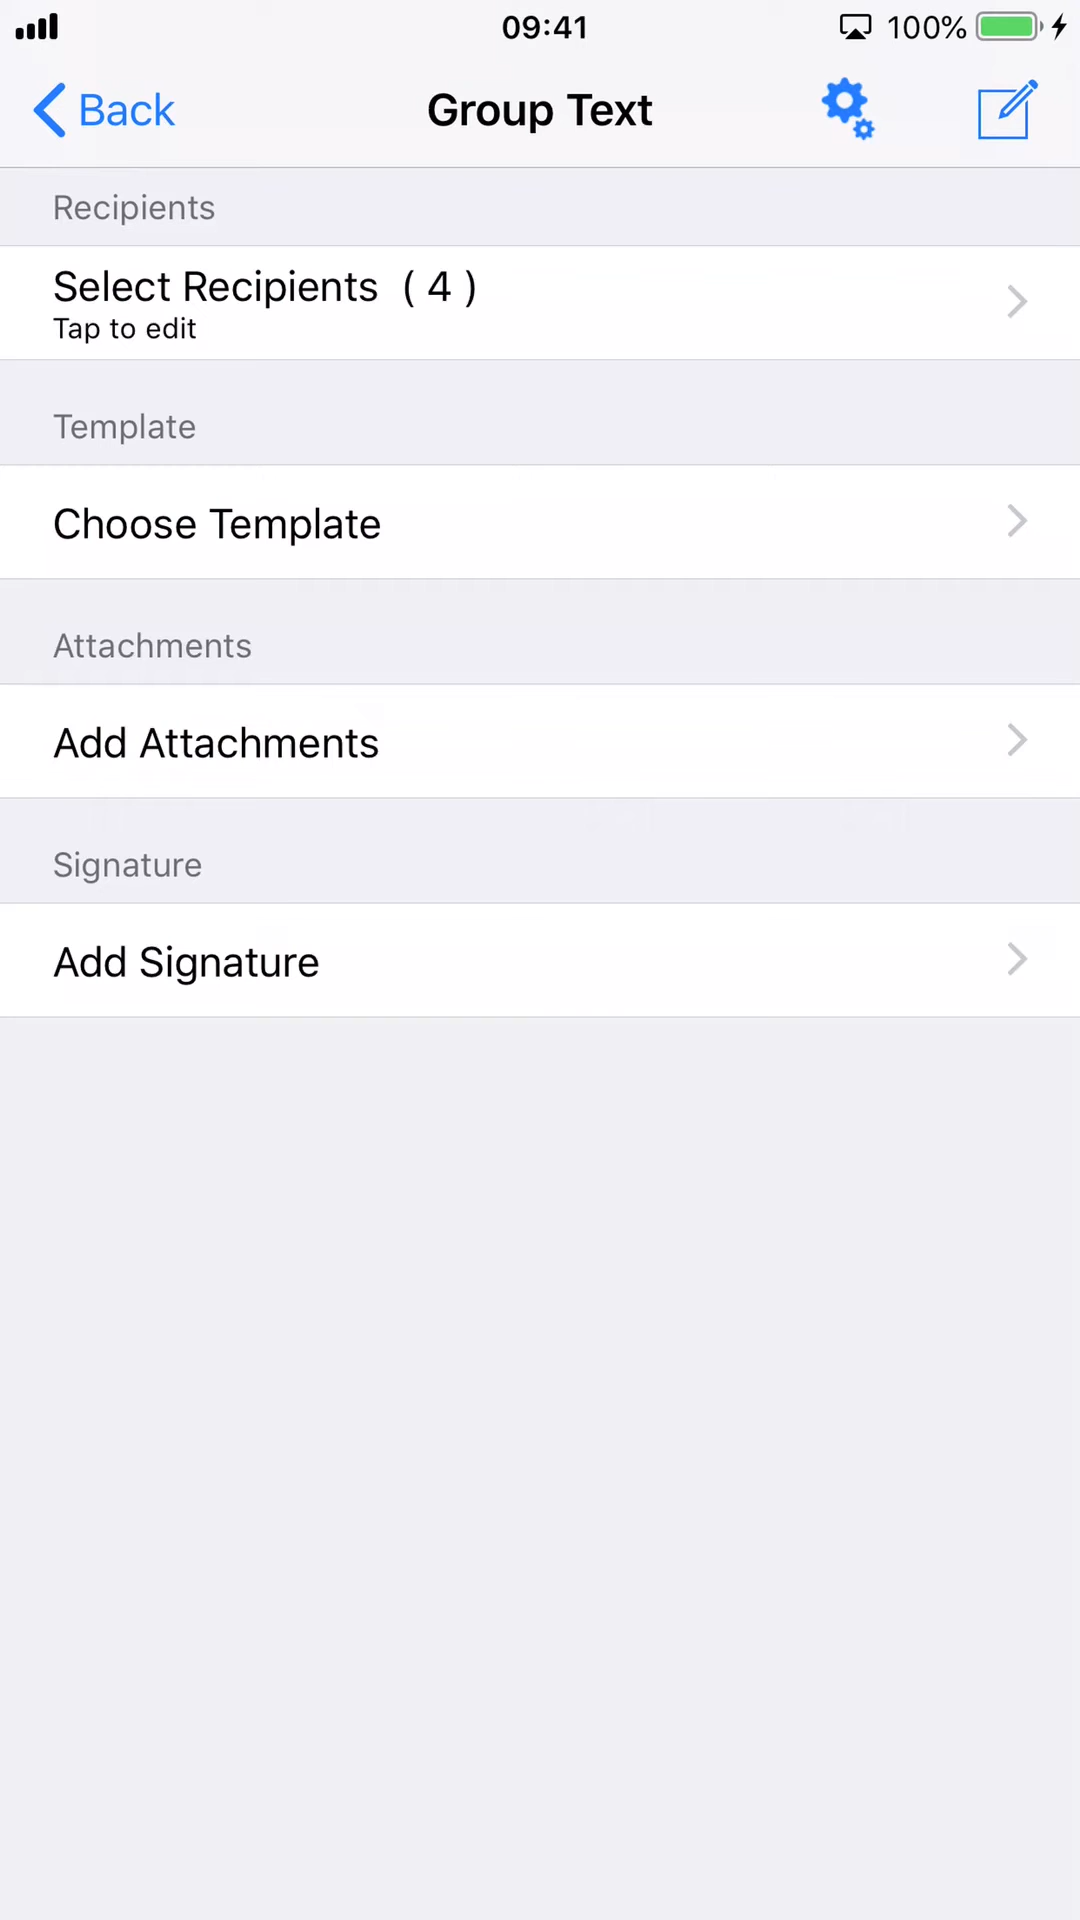 09:41
100%
Back
Group Text
Recipients
Select Recipients ( 4 )
Tap to edit
Template
Choose Template
Attachments
Add Attachments
Signature
Add Signature